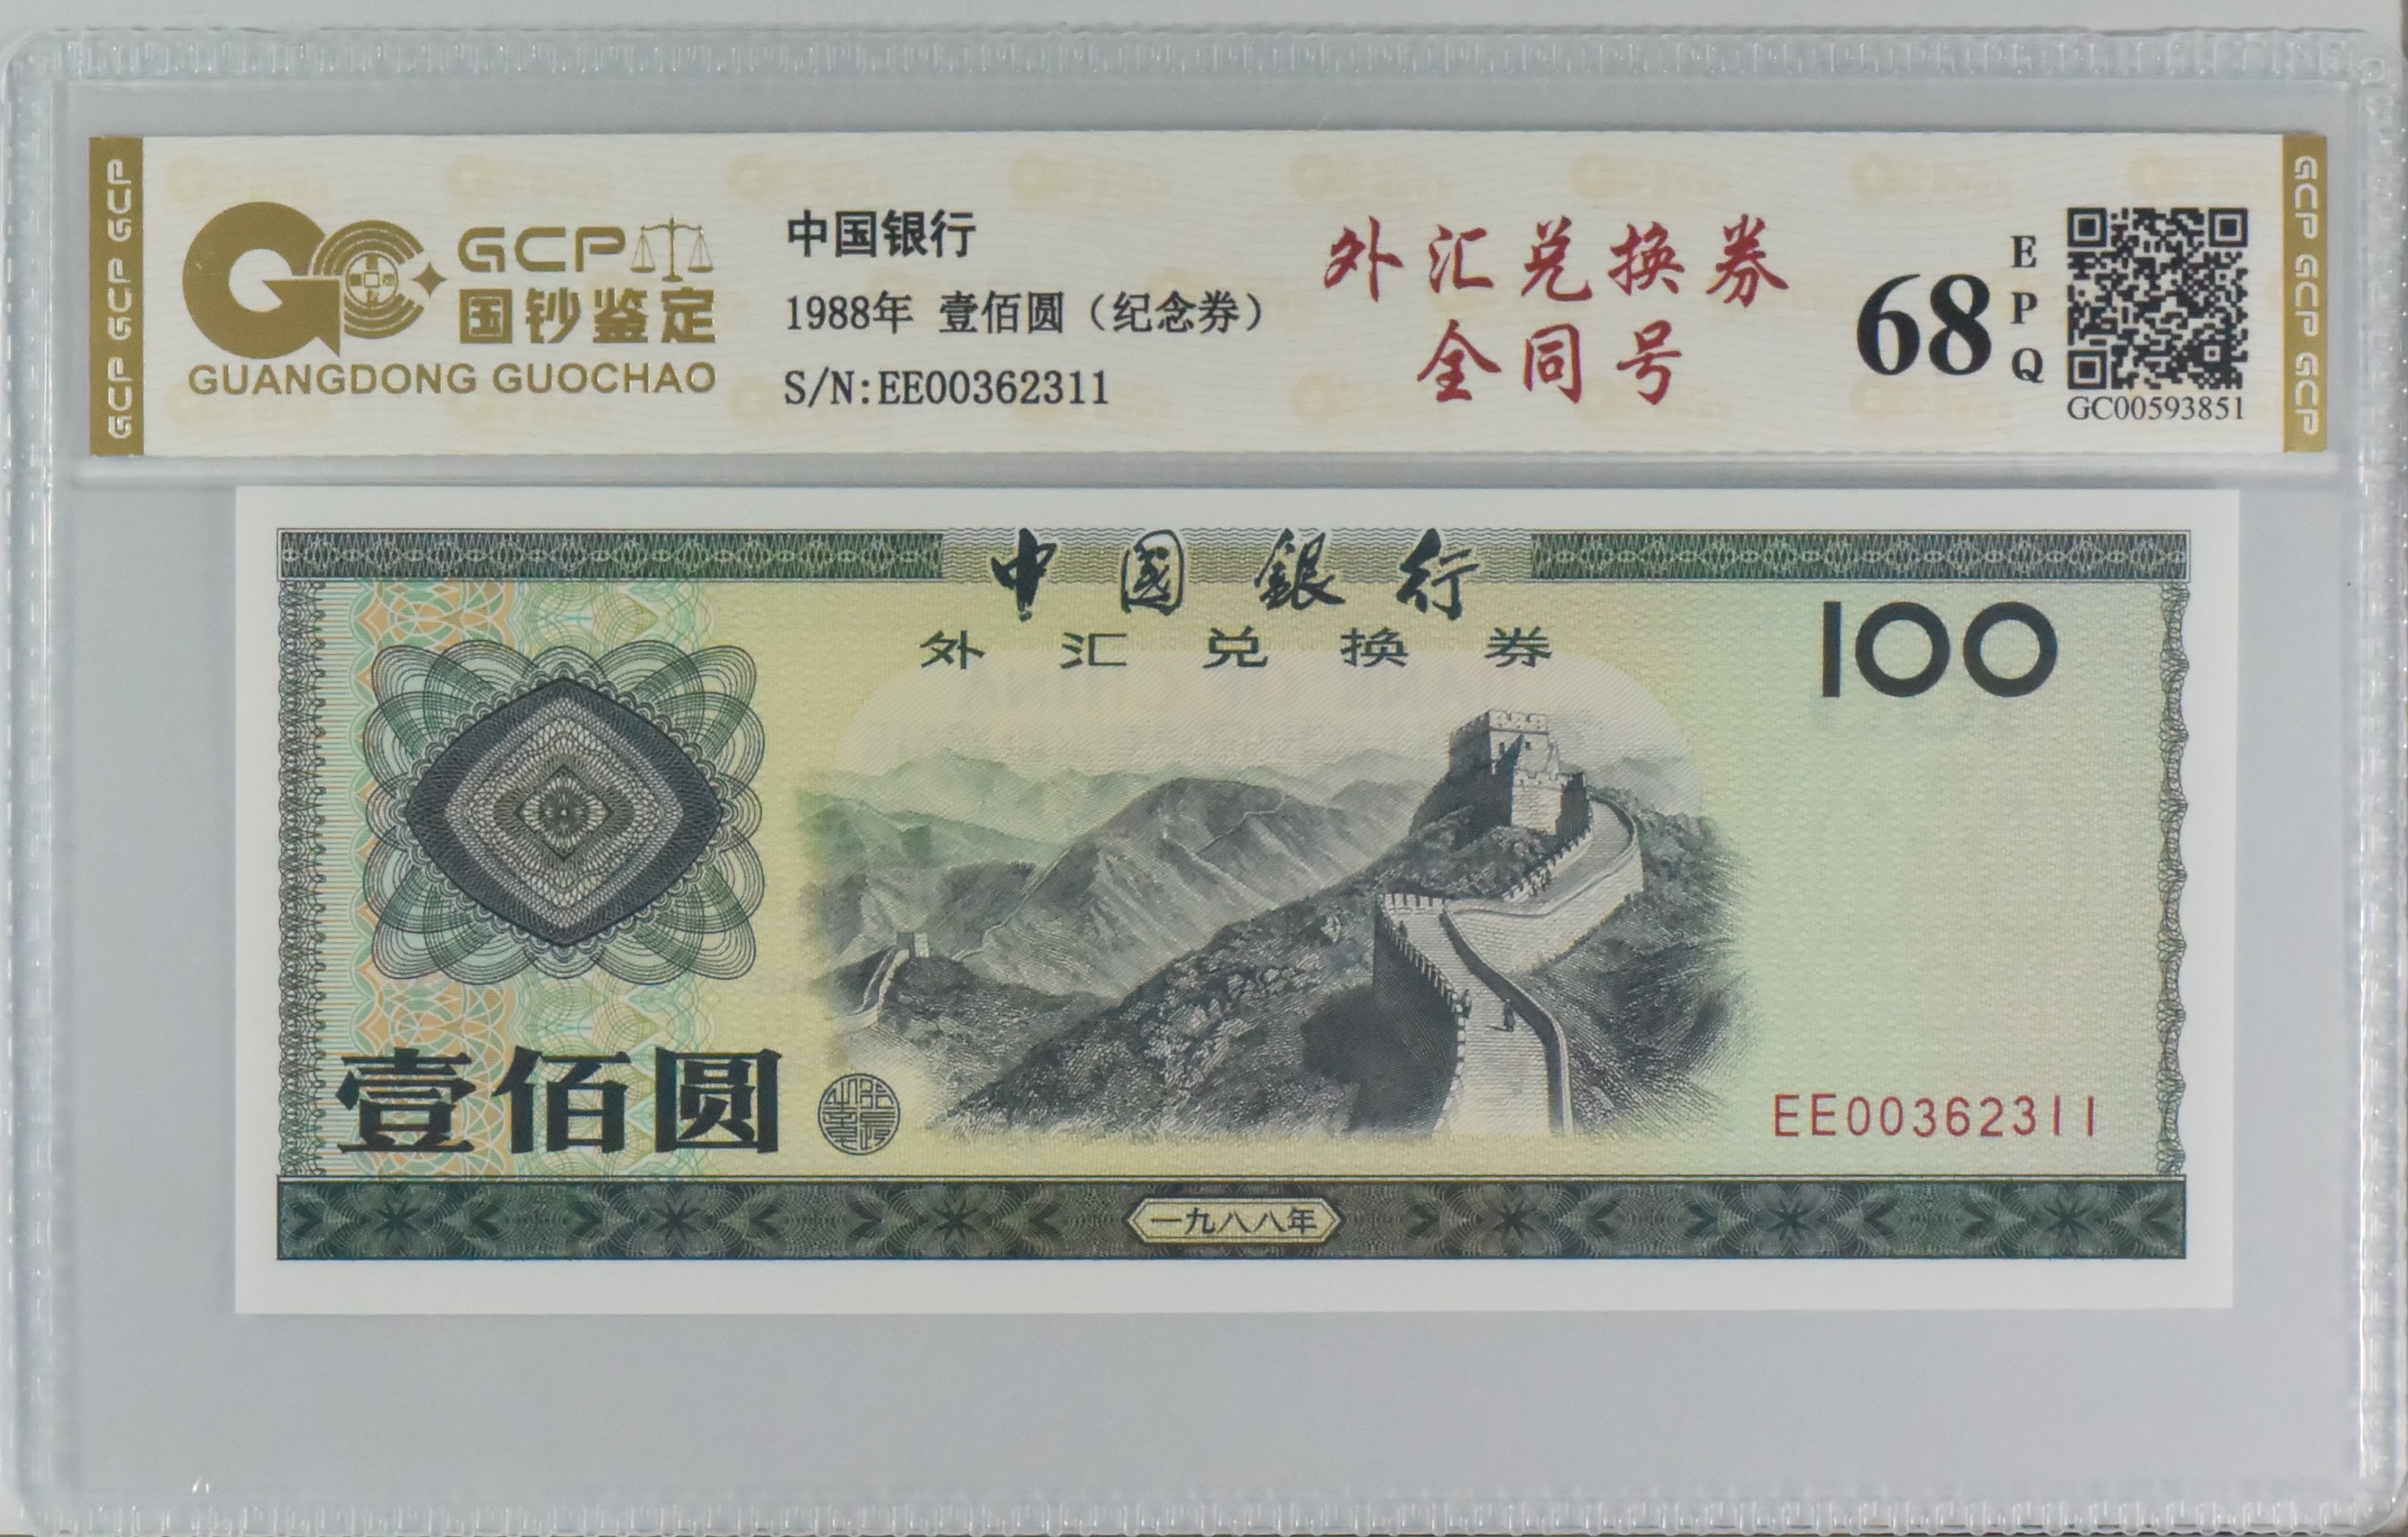 GCP
国钞鉴定
GUANGDONG GUOCHAO
中国银行
1988年 壹佰圆（纪念券）
S/N:EE00362311
外汇兑换券
全同号
68
EPQ
GC00593851
GCP GCP GCP
GCP GCP GCP
中國銀行
外汇兑换券
100
壹佰圆
EE00362311
一九八八年